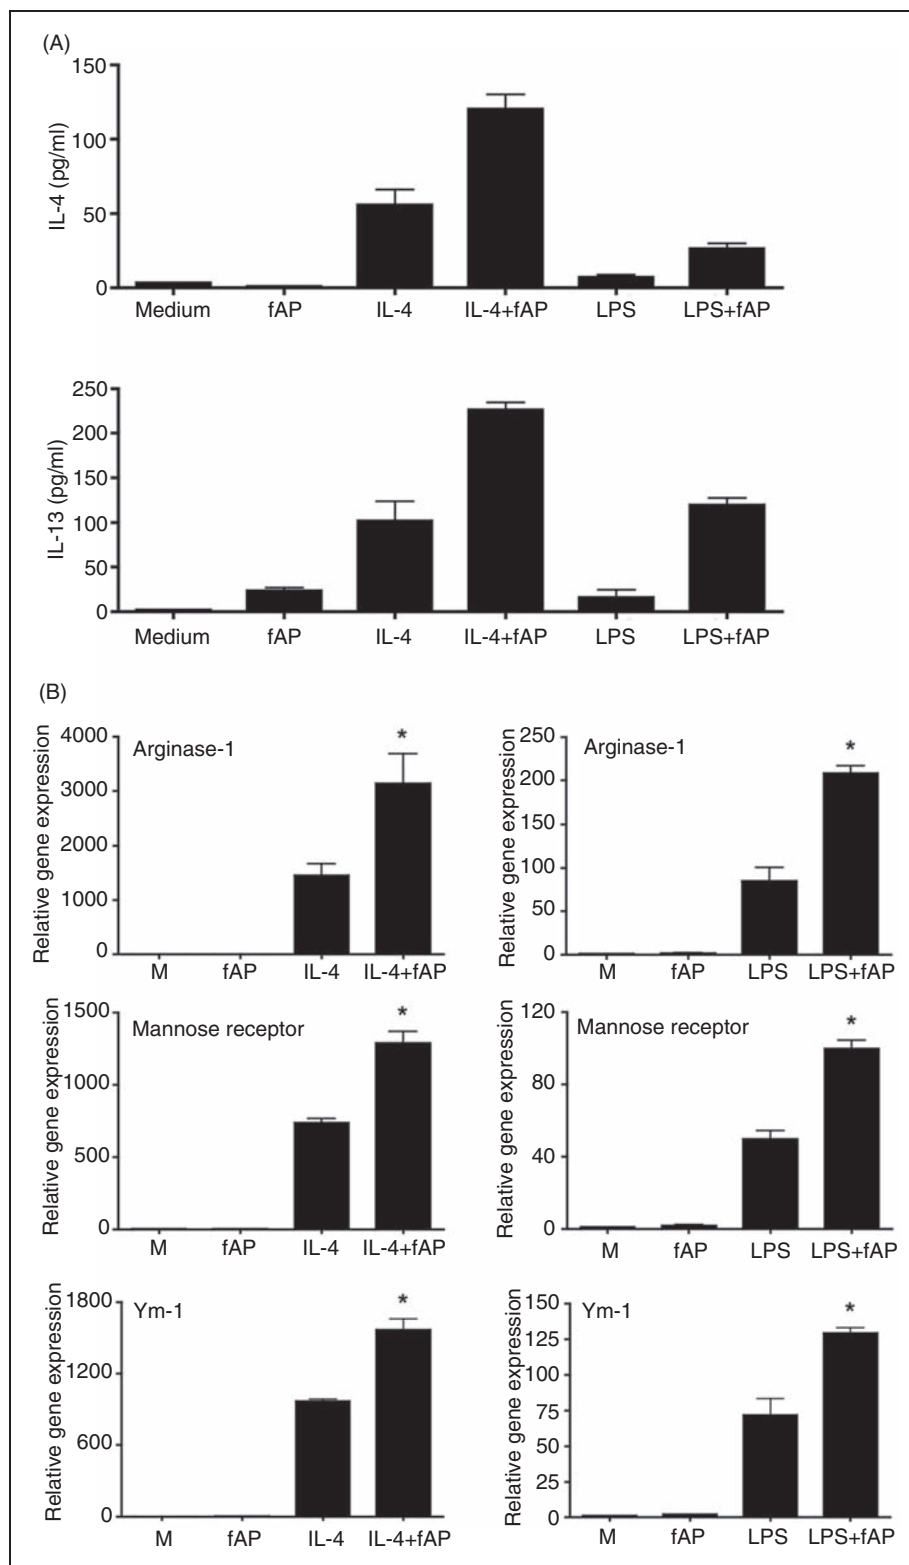 (A)
IL-4 (pg/ml)
150
100
50
0
Medium fAP IL-4 IL-4+fAP LPS LPS+fAP
IL-13 (pg/ml)
250
200
150
100
50
0
Medium fAP IL-4 IL-4+fAP LPS LPS+fAP
(B)
Relative gene expression
4000
3000
2000
1000
0
Arginase-1
*
M fAP IL-4 IL-4+fAP
Relative gene expression
250
200
150
100
50
0
Arginase-1
*
M fAP LPS LPS+fAP
Relative gene expression
1500
1000
500
0
Mannose receptor
*
M fAP IL-4 IL-4+fAP
Relative gene expression
120
80
40
0
Mannose receptor
*
M fAP LPS LPS+fAP
Relative gene expression
1800
1200
600
0
Ym-1
*
M fAP IL-4 IL-4+fAP
Relative gene expression
150
125
75
50
25
0
Ym-1
*
M fAP LPS LPS+fAP